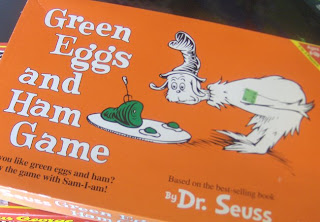 Green
Eggs
and
Ham
Game
you like green eggs and ham?
the game with Sam-I-am!
Based on the best-selling book
By Dr. Seuss